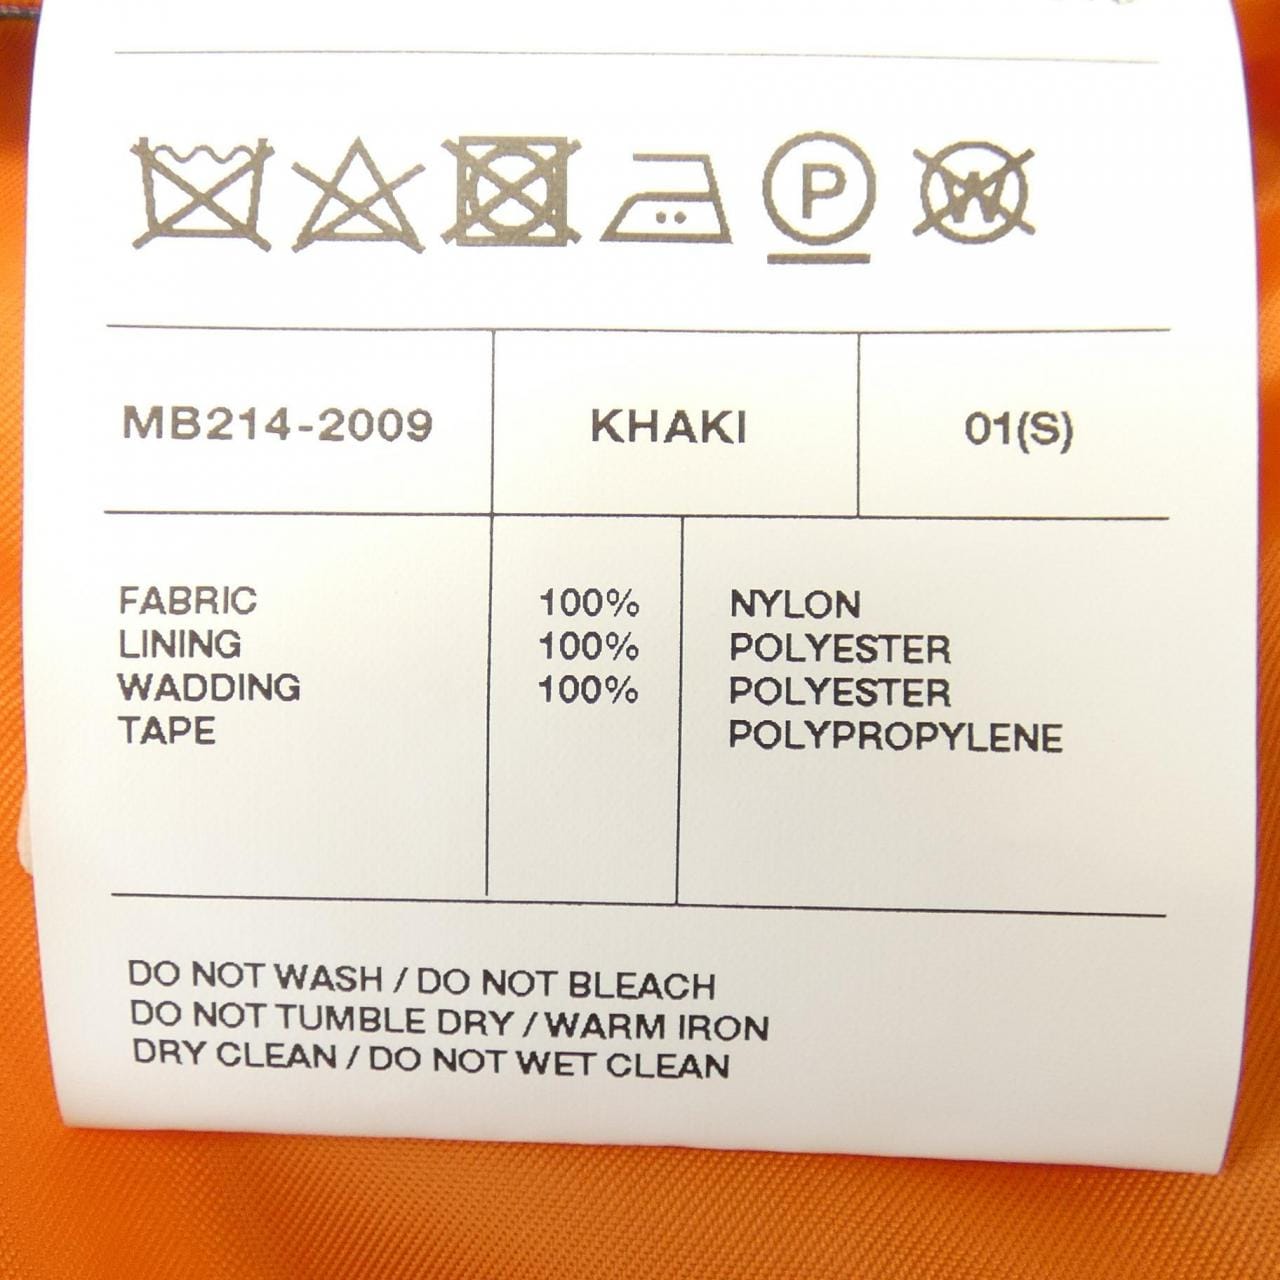 P W
MB214-2009 KHAKI 01(S)
FABRIC 100% NYLON
LINING 100% POLYESTER
WADDING 100% POLYESTER
TAPE POLYPROPYLENE
DO NOT WASH / DO NOT BLEACH
DO NOT TUMBLE DRY / WARM IRON
DRY CLEAN / DO NOT WET CLEAN